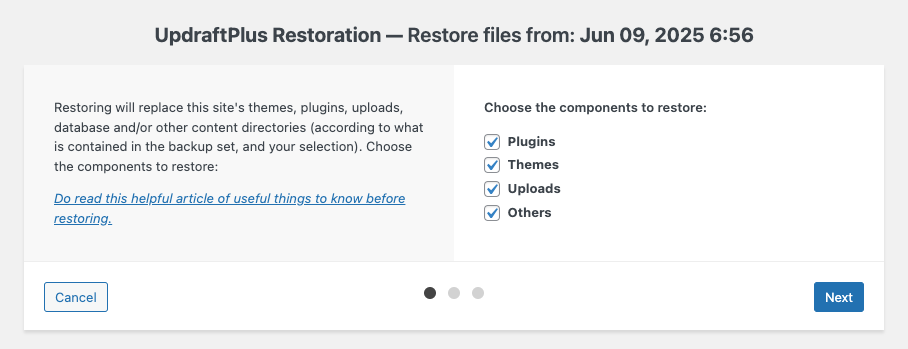 UpdraftPlus Restoration — Restore files from: Jun 09, 2025 6:56
Restoring will replace this site's themes, plugins, uploads,
database and/or other content directories (according to what
is contained in the backup set, and your selection). Choose
the components to restore:
Do read this helpful article of useful things to know before
restoring.
Choose the components to restore:
Plugins
Themes
Uploads
Others
Cancel
Next